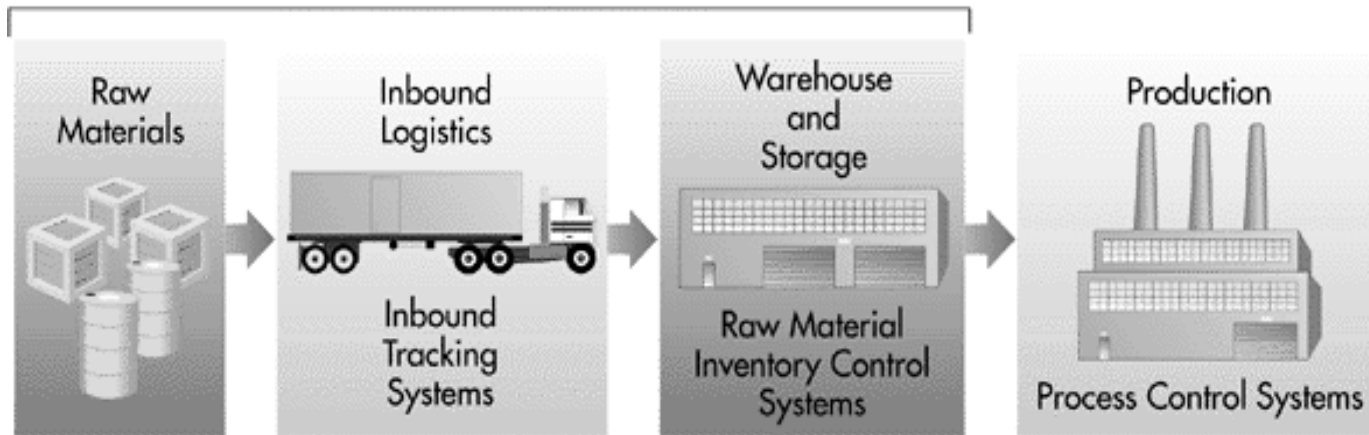 Raw
Materials
Inbound
Logistics
Inbound
Tracking
Systems
Warehouse
and
Storage
Raw Material
Inventory Control
Systems
Production
Process Control Systems